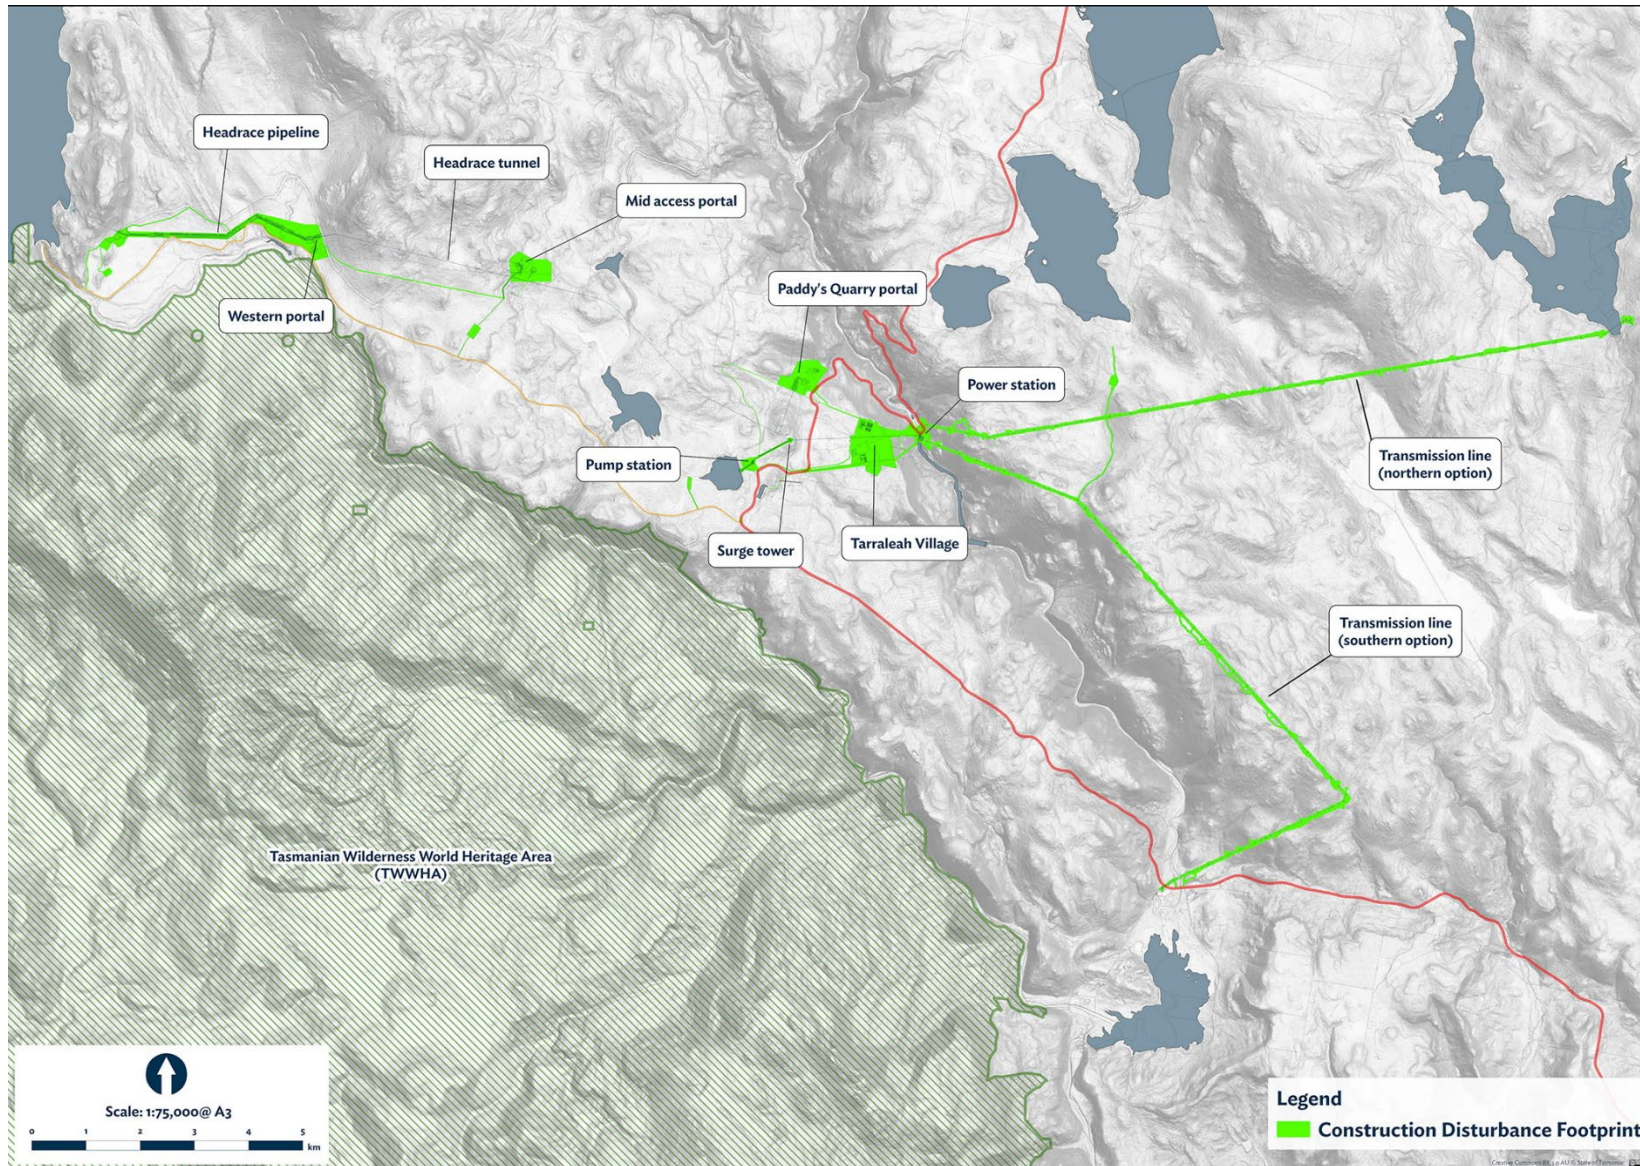 Headrace pipeline
Headrace tunnel
Mid access portal
Western portal
Paddy's Quarry portal
Power station
Pump station
Transmission line
(northern option)
Surge tower
Tarraleah Village
Transmission line
(southern option)
Tasmanian Wilderness World Heritage Area
(TWWHA)
Scale: 1:75,000@ A3
0 1 2 3 4 5
km
Legend
Construction Disturbance Footprint